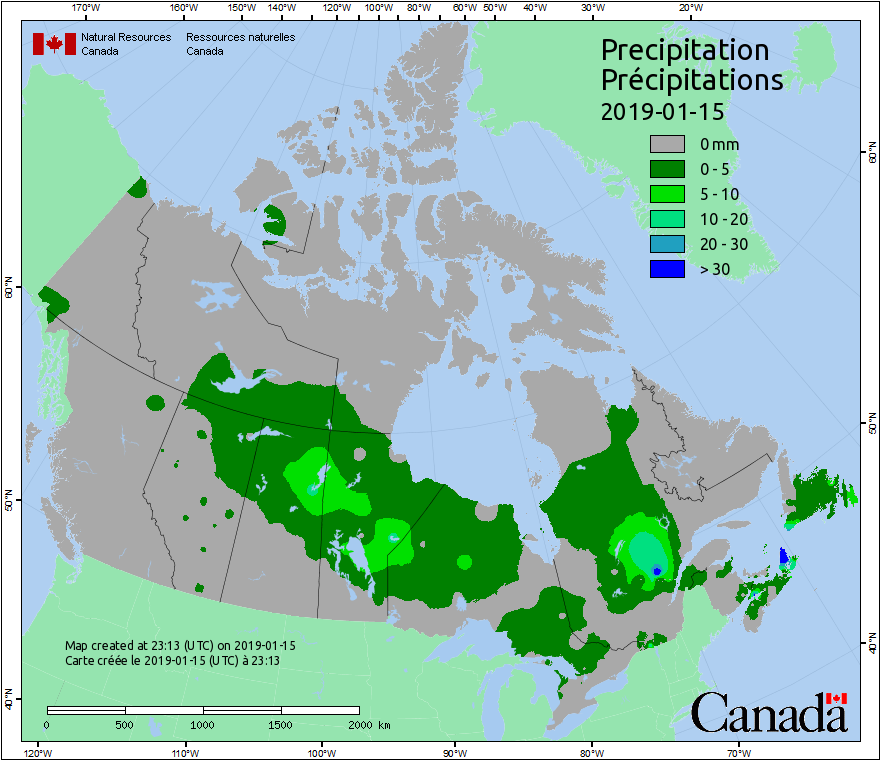 170°W 160°W 150°W 140°W 130°W 120°W 110°W 100°W 90°W 80°W 70°W 60°W 50°W 40°W 30°W 20°W
Natural Resources Ressources naturelles
Canada Canada
Precipitation
Précipitations
2019-01-15
0 mm
0 - 5
5 - 10
10 - 20
20 - 30
> 30
60°N
60°N
50°N
50°N
40°N
40°N
Map created at 23:13 (UTC) on 2019-01-15
Carte créée le 2019-01-15 (UTC) à 23:13
0 500 1000 1500 2000 km
Canada
120°W 110°W 100°W 90°W 80°W 70°W